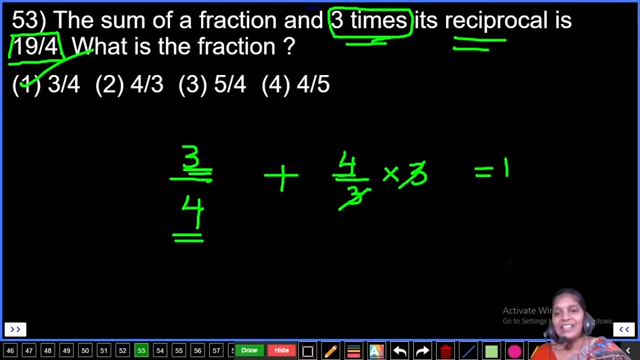 53) The sum of a fraction and 3 times its reciprocal is
19/4. What is the fraction ?
(1) 3/4 (2) 4/3 (3) 5/4 (4) 4/5
3/4 + 4/3 × 3 = 1
Activate
Go to Settings to Windows.
>> 46 47 48 49 50 51 52 53 54 55 56 57 58 5 Draw Hide <<